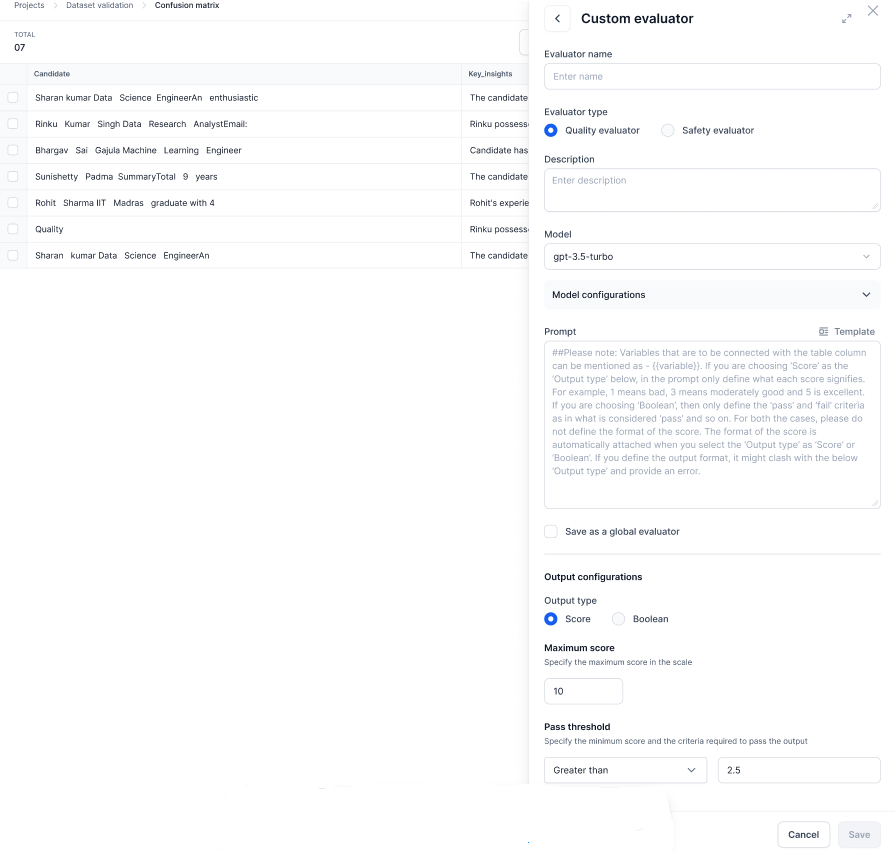 Projects > Dataset validation > Confusion matrix
TOTAL
07
Candidate Key_insights
Sharan kumar Data Science EngineerAn enthusiastic The candidate
Rinku Kumar Singh Data Research AnalystEmail: Rinku possess
Bhargav Sai Gajula Machine Learning Engineer Candidate has
Sunishetty Padma SummaryTotal 9 years The candidate
Rohit Sharma IIT Madras graduate with 4 Rohit's experie
Quality Rinku possess
Sharan kumar Data Science EngineerAn The candidate
Custom evaluator
Evaluator name
Enter name
Evaluator type
Quality evaluator Safety evaluator
Description
Enter description
Model
gpt-3.5-turbo
Model configurations
Prompt Template
##Please note: Variables that are to be connected with the table column
can be mentioned as - {{variable}}. If you are choosing 'Score' as the
'Output type' below, in the prompt only define what each score signifies.
For example, 1 means bad, 3 means moderately good and 5 is excellent.
If you are choosing 'Boolean', then only define the 'pass' and 'fail' criteria
as in what is considered 'pass' and so on. For both the cases, please do
not define the format of the score. The format of the score is
automatically attached when you select the 'Output type' as 'Score' or
'Boolean'. If you define the output format, it might clash with the below
'Output type' and provide an error.
Save as a global evaluator
Output configurations
Output type
Score Boolean
Maximum score
Specify the maximum score in the scale
10
Pass threshold
Specify the minimum score and the criteria required to pass the output
Greater than 2.5
Cancel Save